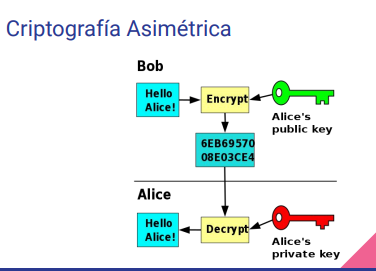 Criptografía Asimétrica
Bob
Hello
Alice!
Encrypt
Alice's
public key
6EB69570
08E03CE4
Alice
Hello
Alice!
Decrypt
Alice's
private key